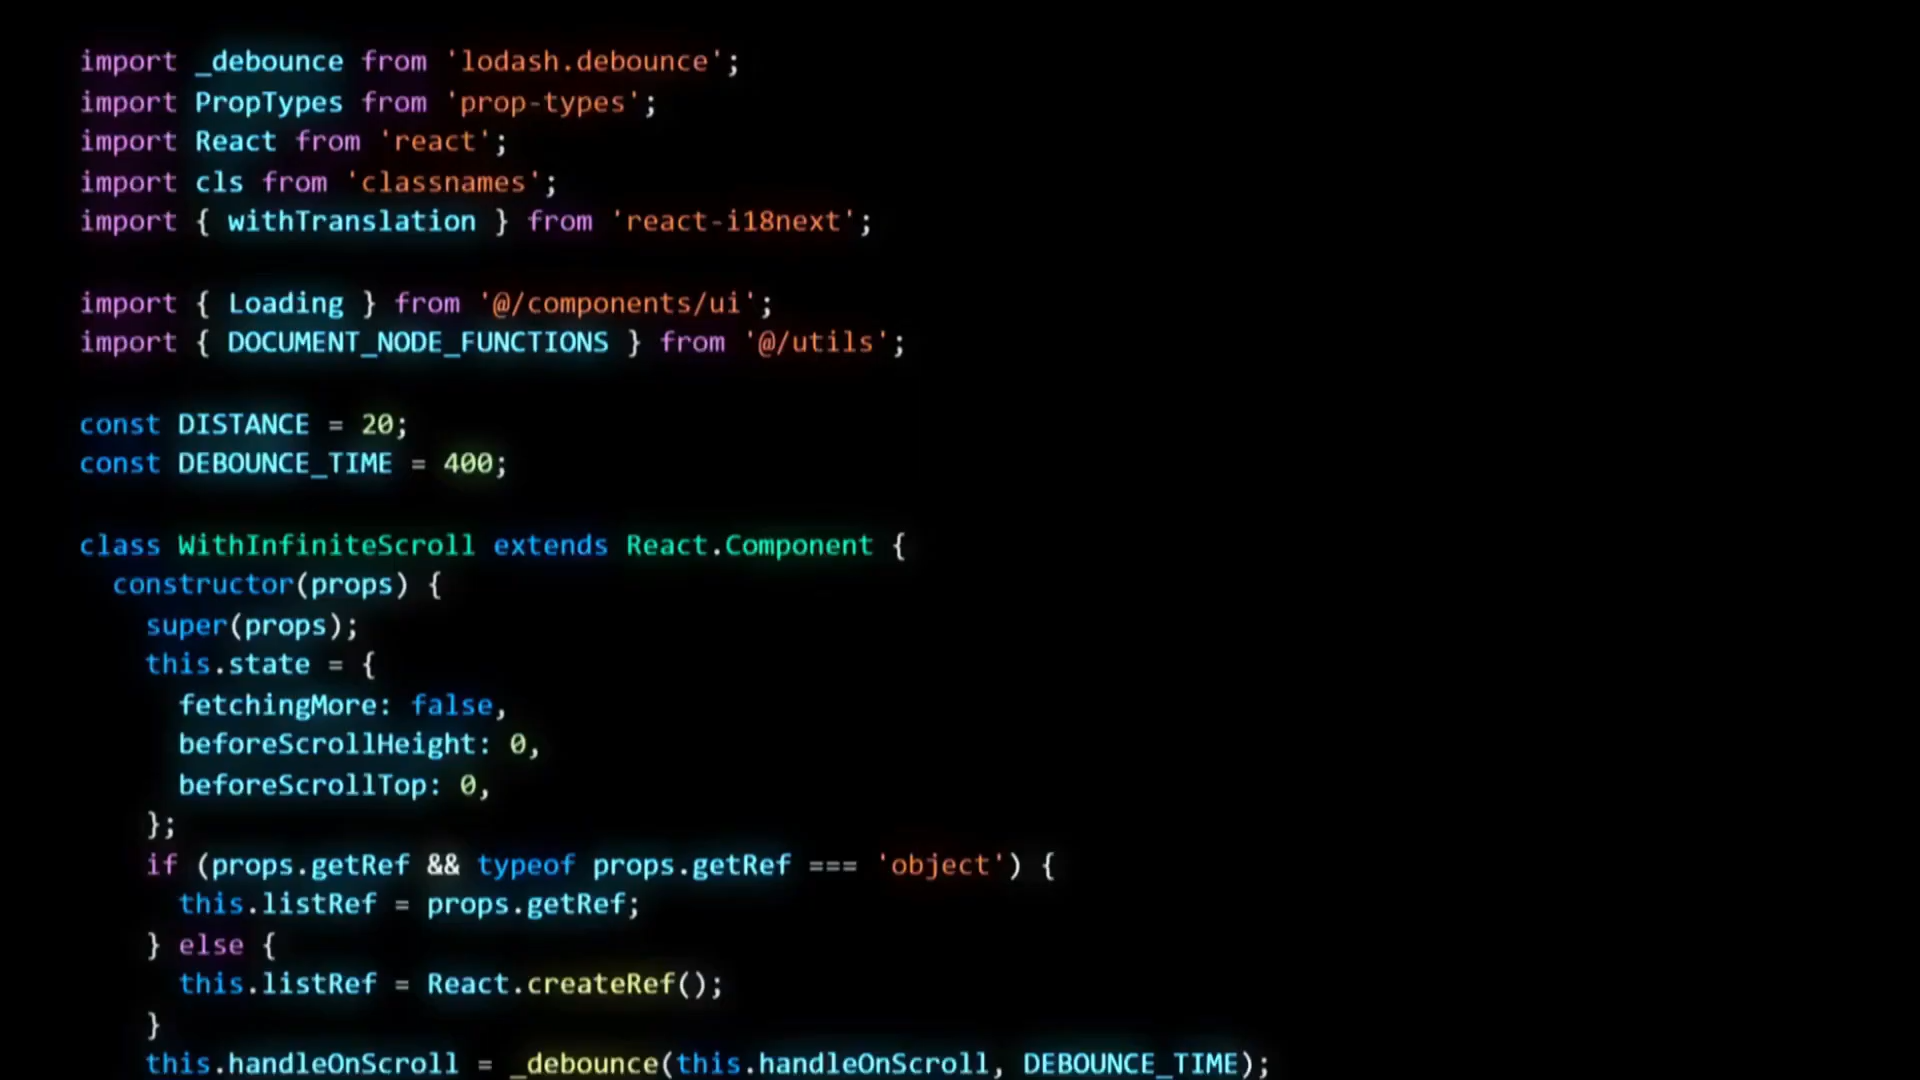 import _debounce from 'lodash.debounce';
import PropTypes from 'prop-types';
import React from 'react';
import cls from 'classnames';
import { withTranslation } from 'react-i18next';

import { Loading } from '@/components/ui';
import { DOCUMENT_NODE_FUNCTIONS } from '@/utils';

const DISTANCE = 20;
const DEBOUNCE_TIME = 400;

class WithInfiniteScroll extends React.Component {
  constructor(props) {
    super(props);
    this.state = {
      fetchingMore: false,
      beforeScrollHeight: 0,
      beforeScrollTop: 0,
    };
    if (props.getRef && typeof props.getRef === 'object') {
      this.listRef = props.getRef;
    } else {
      this.listRef = React.createRef();
    }
    this.handleOnScroll = _debounce(this.handleOnScroll, DEBOUNCE_TIME);